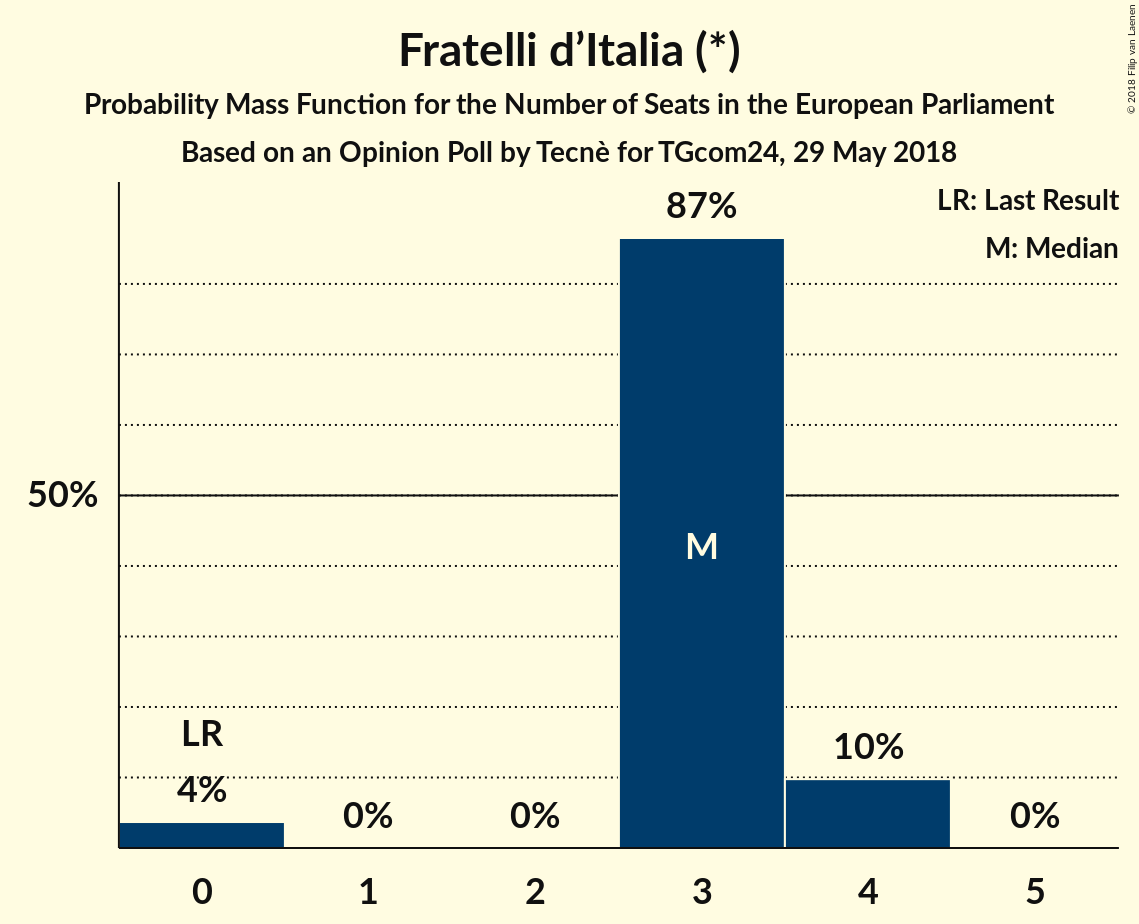 Fratelli d’Italia (*)
Probability Mass Function for the Number of Seats in the European Parliament
Based on an Opinion Poll by Tecnè for TGcom24, 29 May 2018
© 2018 Filip van Laenen
LR: Last Result
M: Median
87%
50%
M
LR
4%
0%
0%
10%
0%
0 1 2 3 4 5